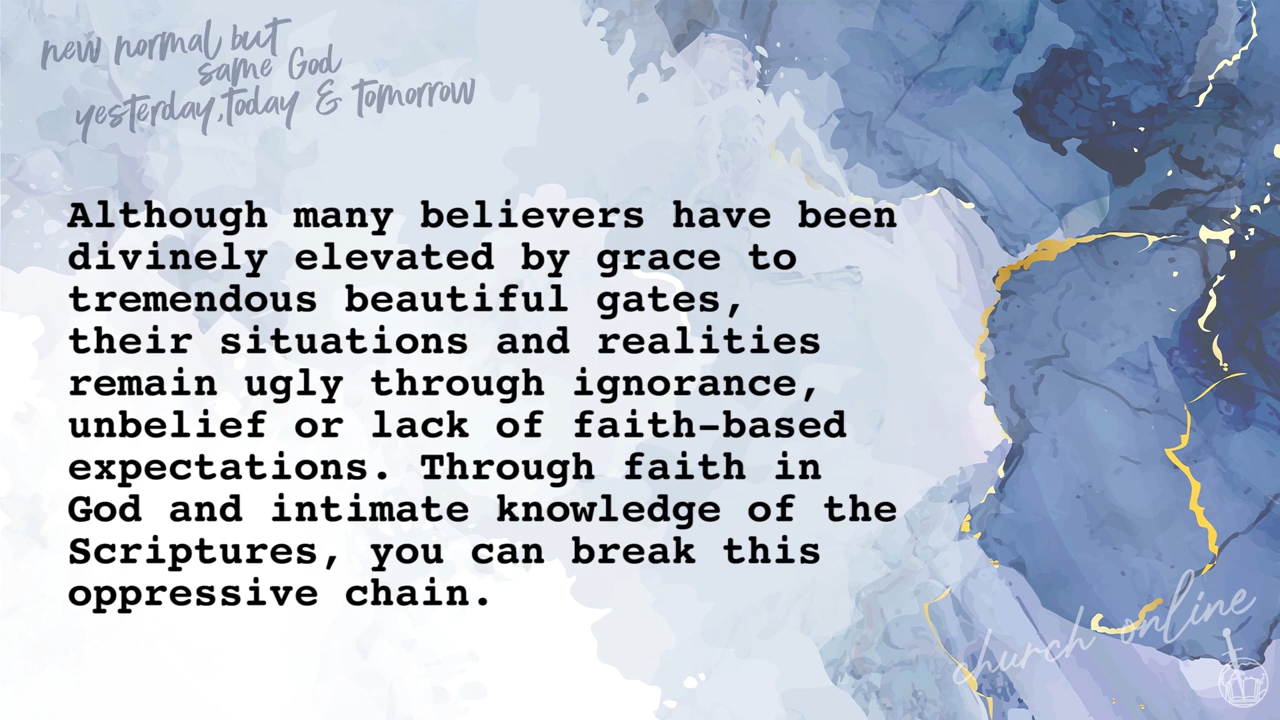 new normal but
same God
yesterday, today & tomorrow
Although many believers have been
divinely elevated by grace to
tremendous beautiful gates,
their situations and realities
remain ugly through ignorance,
unbelief or lack of faith-based
expectations. Through faith in
God and intimate knowledge of the
Scriptures, you can break this
oppressive chain.
church online